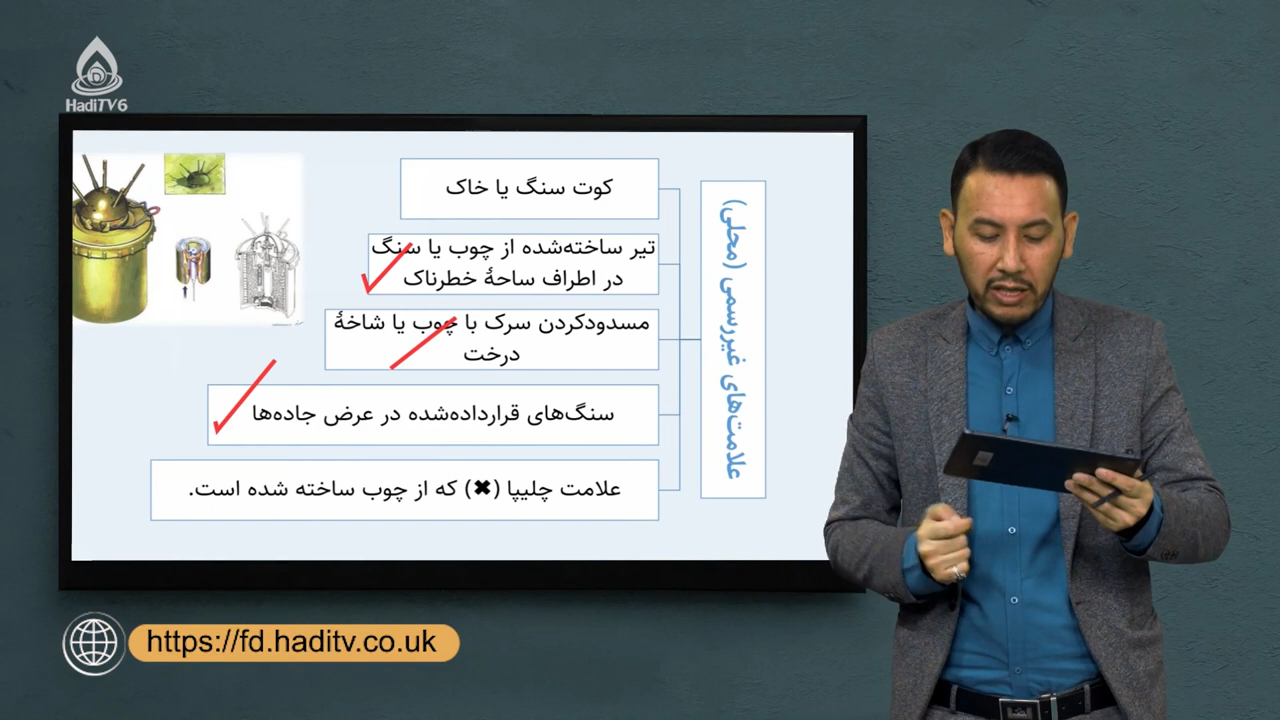 HadiTV6
علامت‌های غیررسمی (محلی)
کوت سنگ یا خاک
تیر ساخته‌شده از چوب یا سنگ
در اطراف ساحهٔ خطرناک
مسدودکردن سرک با چوب یا شاخهٔ
درخت
سنگ‌های قرارداده‌شده در عرض جاده‌ها
علامت چلیپا (✖) که از چوب ساخته شده است.
https://fd.haditv.co.uk